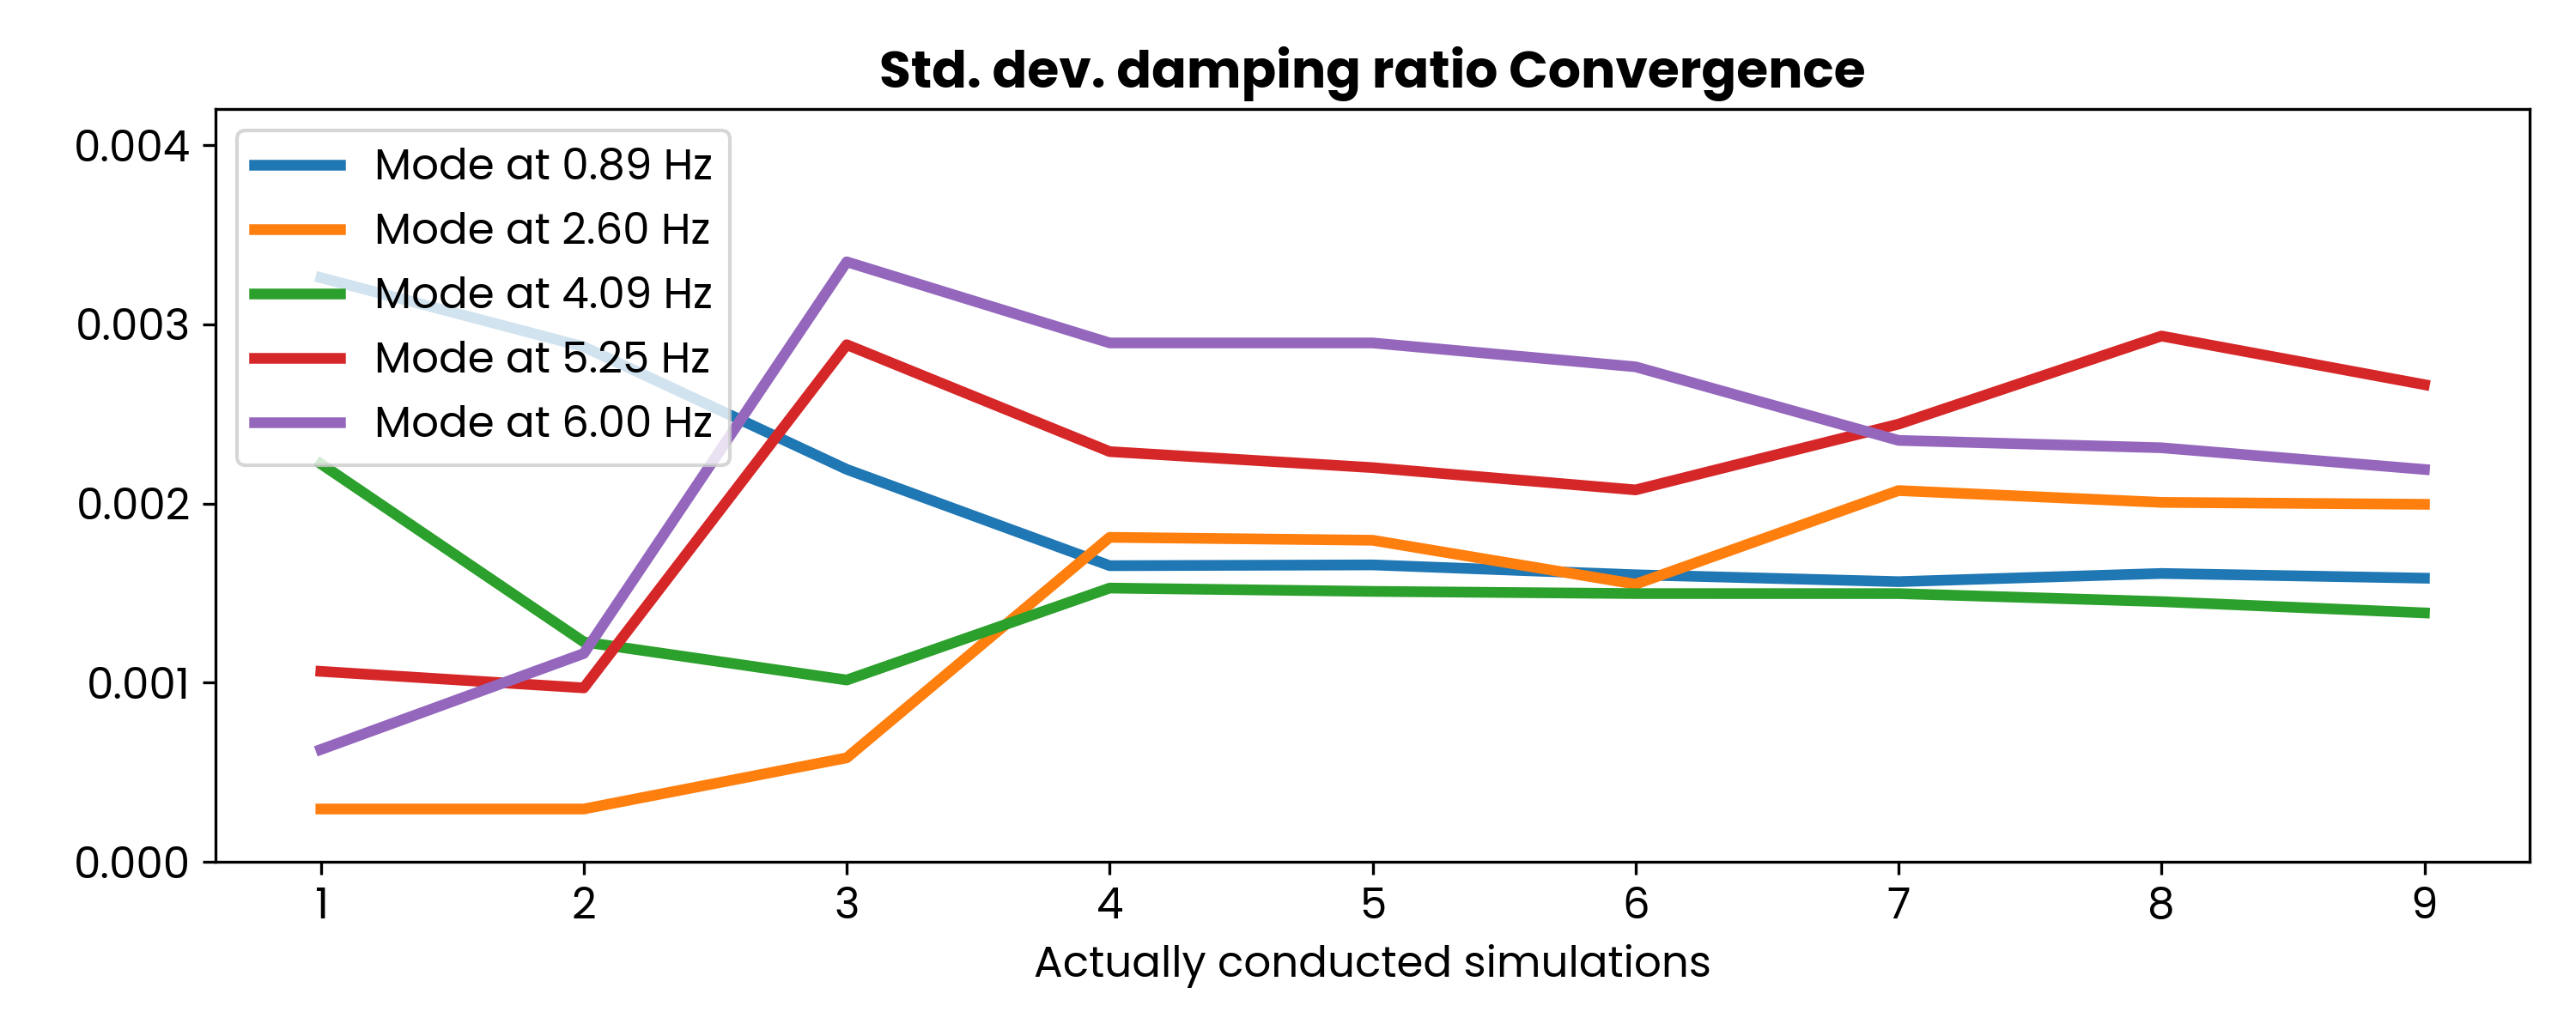 Std. dev. damping ratio Convergence
0.004
0.003
0.002
0.001
0.000
Mode at 0.89 Hz
Mode at 2.60 Hz
Mode at 4.09 Hz
Mode at 5.25 Hz
Mode at 6.00 Hz
1 2 3 4 5 6 7 8 9
Actually conducted simulations